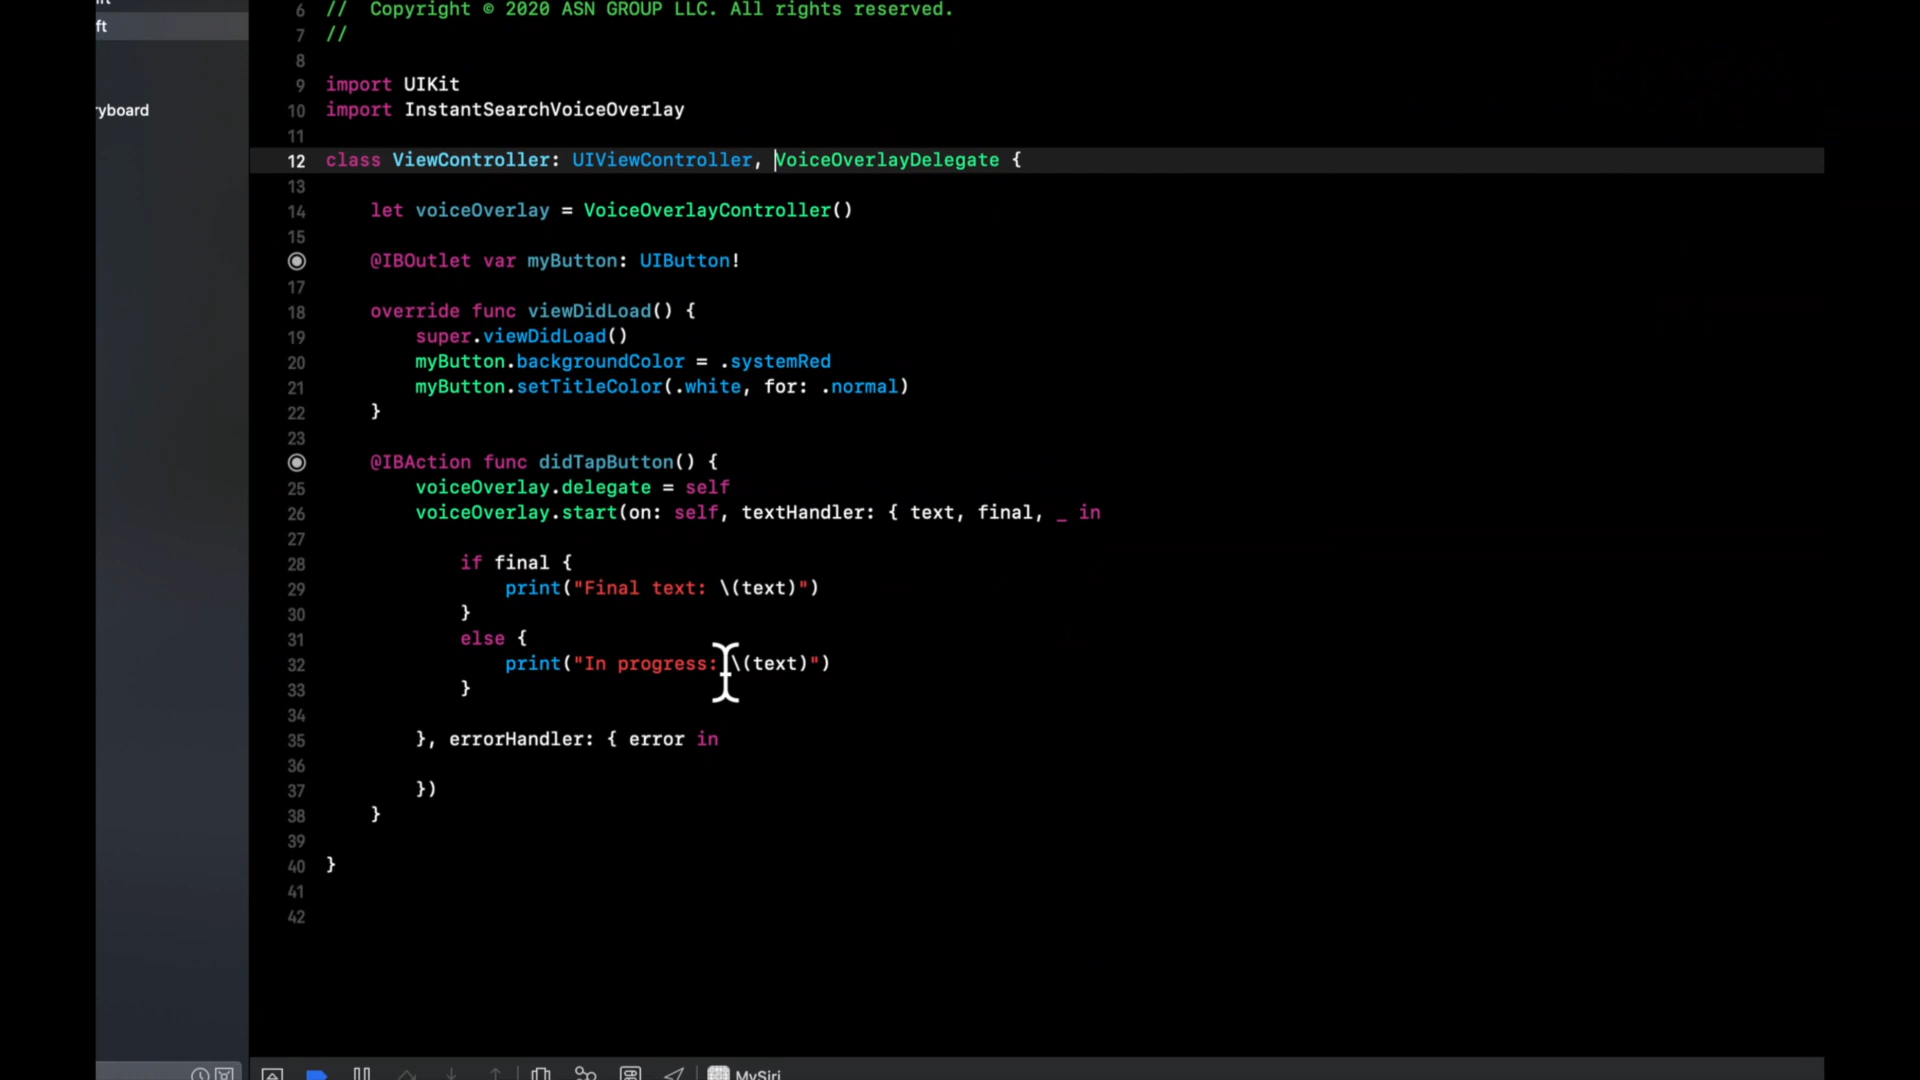 ft
ryboard
6 //  Copyright © 2020 ASN GROUP LLC. All rights reserved.
7 //
8
9 import UIKit
10 import InstantSearchVoiceOverlay
11
12 class ViewController: UIViewController, VoiceOverlayDelegate {
13
14     let voiceOverlay = VoiceOverlayController()
15
@IBOutlet var myButton: UIButton!
17
18     override func viewDidLoad() {
19         super.viewDidLoad()
20         myButton.backgroundColor = .systemRed
21         myButton.setTitleColor(.white, for: .normal)
22     }
23
@IBAction func didTapButton() {
25         voiceOverlay.delegate = self
26         voiceOverlay.start(on: self, textHandler: { text, final, _ in
27
28             if final {
29                 print("Final text: \(text)")
30             }
31             else {
32                 print("In progress: \(text)")
33             }
34
35         }, errorHandler: { error in
36
37         })
38     }
39
40 }
41
42
MySiri